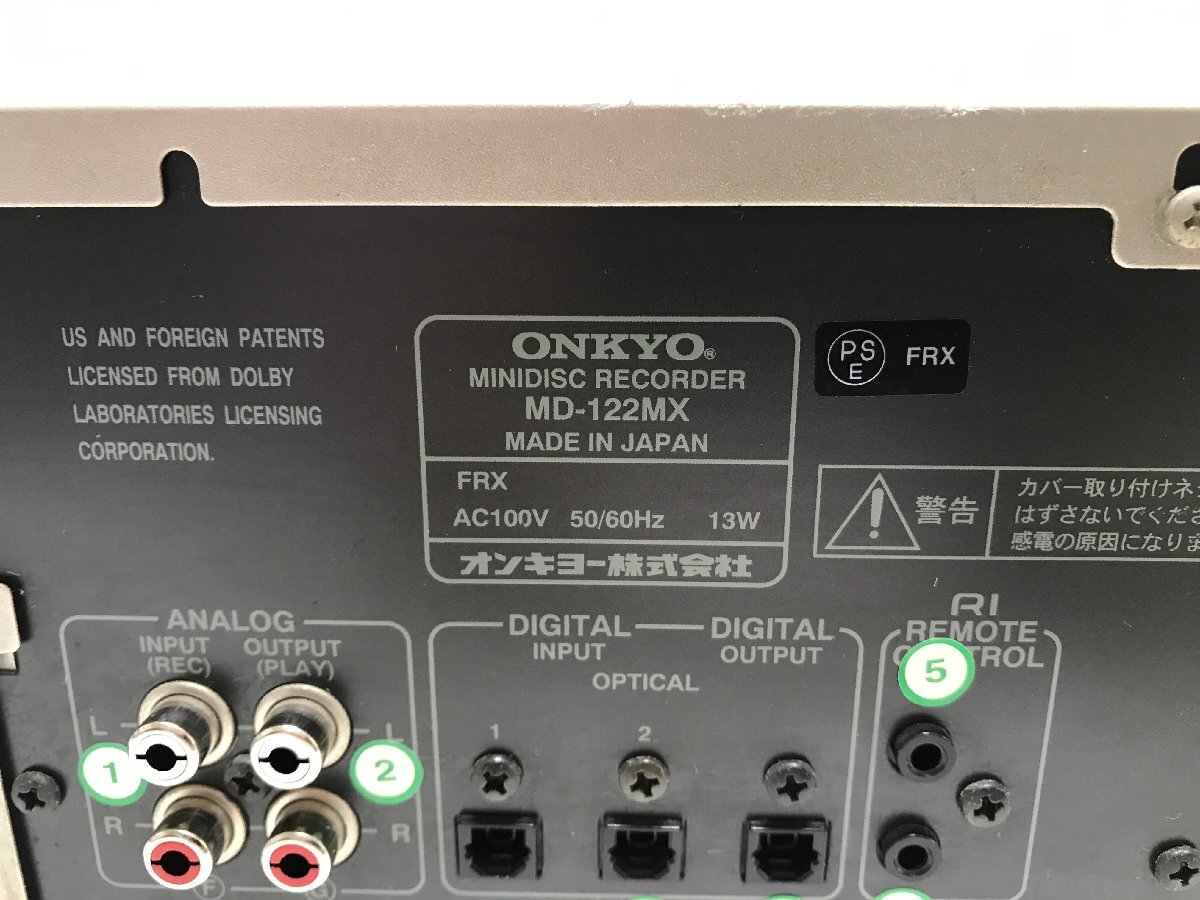 US AND FOREIGN PATENTS
LICENSED FROM DOLBY
LABORATORIES LICENSING
CORPORATION.
ONKYO®
MINIDISC RECORDER
MD-122MX
MADE IN JAPAN
FRX
AC100V 50/60Hz 13W
オンキヨー株式会社
PS
E
FRX
警告
カバー取り付けネ
はずさないでくださ
感電の原因になりま
ANALOG
INPUT OUTPUT
(REC) (PLAY)
L L
1 2
R R
F G
DIGITAL DIGITAL
INPUT OUTPUT
OPTICAL
1 2
RI
REMOTE
5